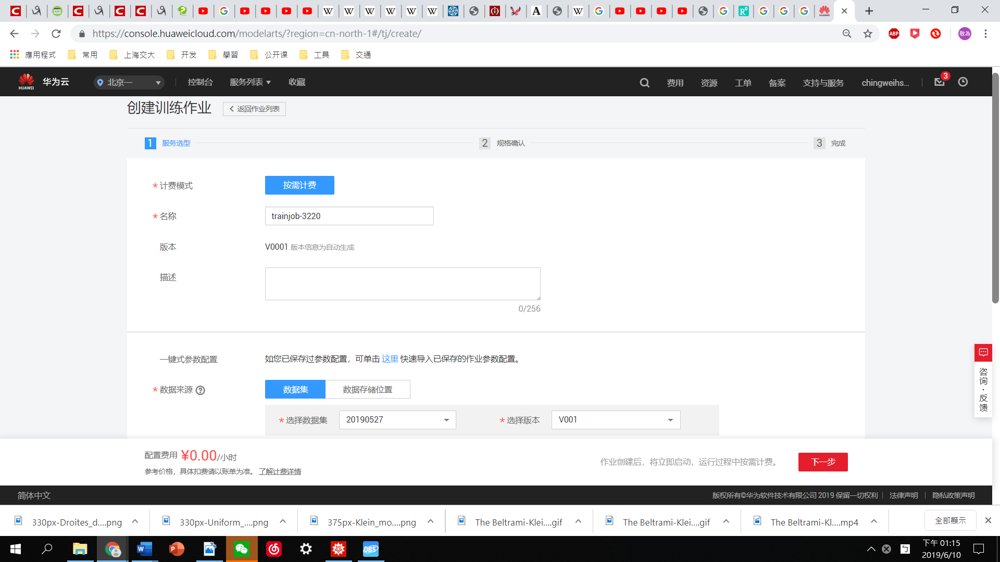 https://console.huaweicloud.com/modelarts/?region=cn-north-1#/tj/create/
ABP
敬為
應用程式 常用 上海交大 开发 學習 公开课 工具 交通
HUAWEI 华为云 北京一 控制台 服务列表 收藏 费用 资源 工单 备案 支持与服务 chingweihs... 3
创建训练作业 返回作业列表
1 服务选型 2 规格确认 3 完成
* 计费模式 按需计费
* 名称 trainjob-3220
版本 V0001 版本信息为自动生成
描述
0/256
一键式参数配置 如您已保存过参数配置，可单击 这里 快速导入已保存的作业参数配置。
* 数据来源 ? 数据集 数据存储位置
* 选择数据集 20190527 * 选择版本 V001
咨询·反馈
配置费用 ¥0.00/小时
作业创建后，将立即启动，运行过程中按需计费。 下一步
参考价格，具体扣费请以账单为准。 了解计费详情
简体中文 版权所有©华为软件技术有限公司 2019 保留一切权利 法律声明 隐私政策声明
330px-Droites_d....png 330px-Uniform_....png 375px-Klein_mo....png The Beltrami-Klei....gif The Beltrami-Klei....gif The Beltrami-Kl....mp4 全部顯示
下午 01:15
2019/6/10